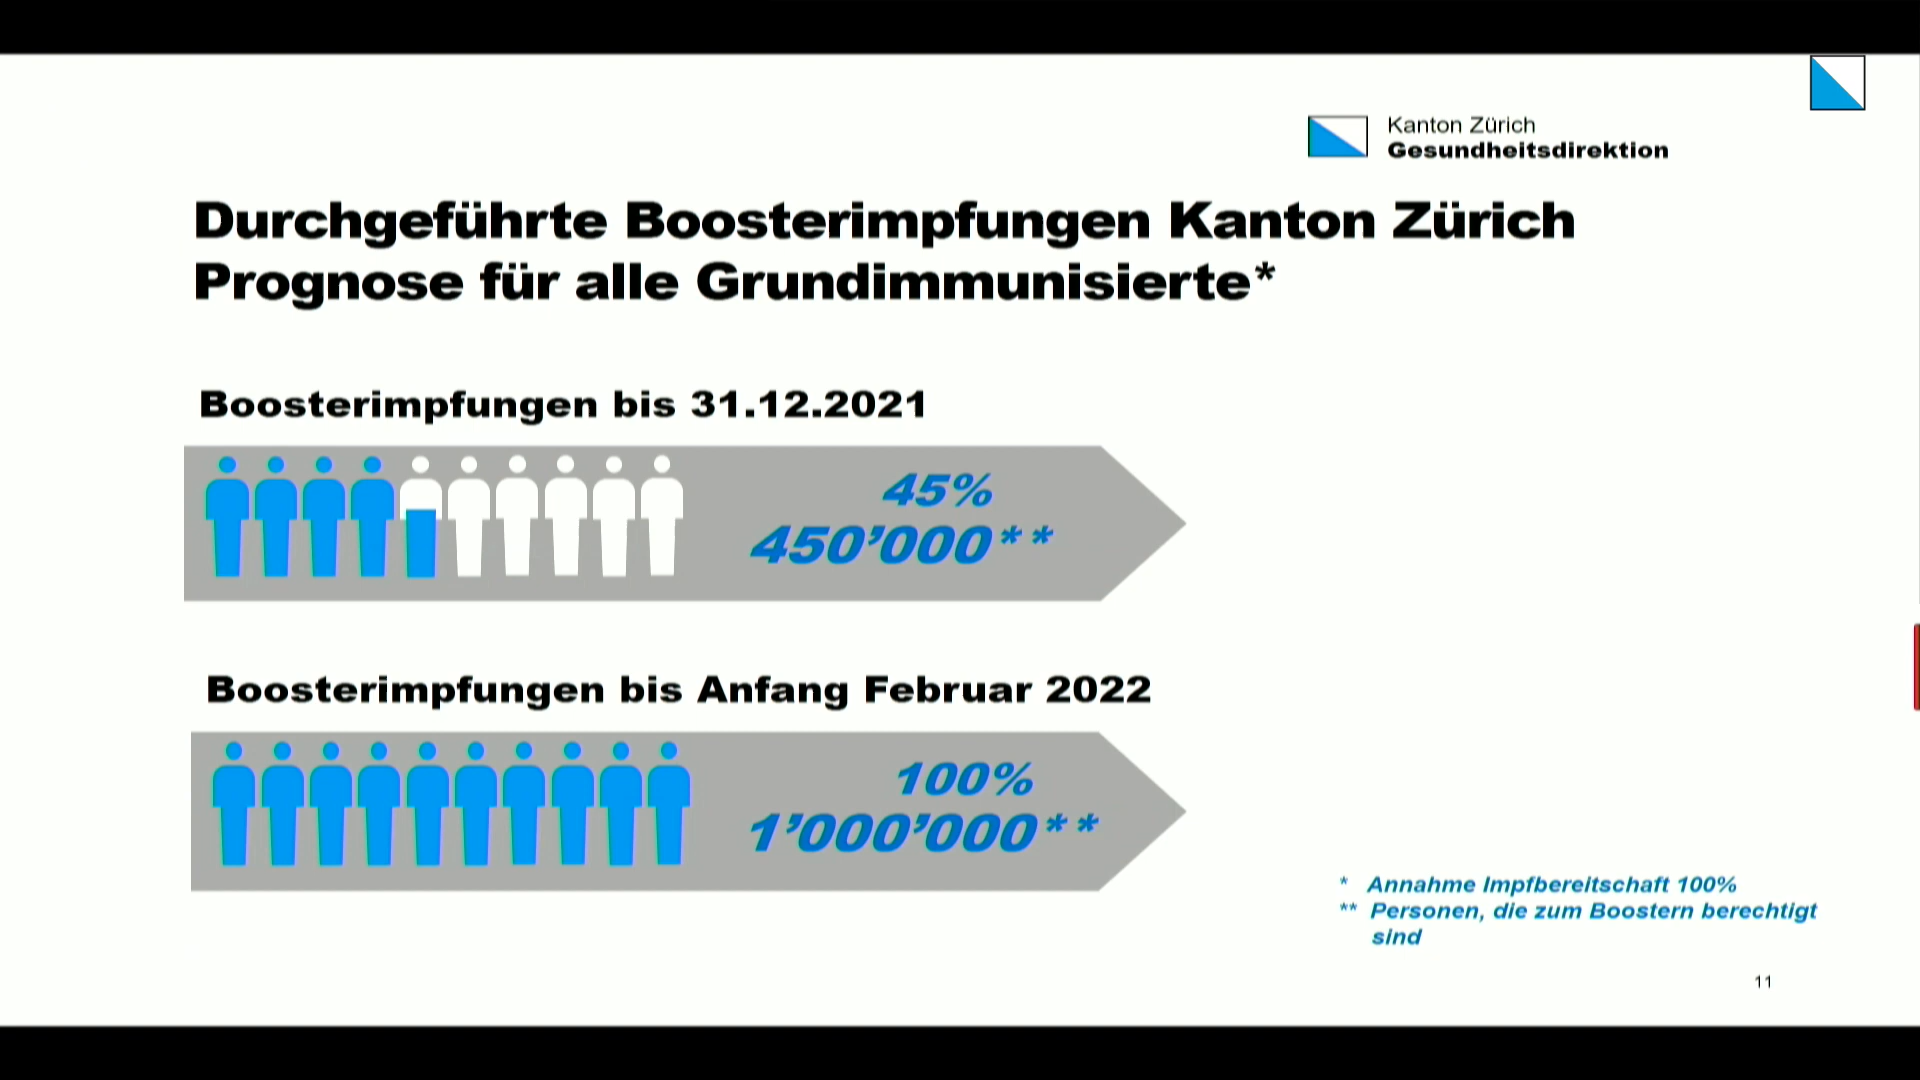 Kanton Zürich
Gesundheitsdirektion
Durchgeführte Boosterimpfungen Kanton Zürich
Prognose für alle Grundimmunisierte*
Boosterimpfungen bis 31.12.2021
45%
450’000**
Boosterimpfungen bis Anfang Februar 2022
100%
1’000’000**
* Annahme Impfbereitschaft 100%
** Personen, die zum Boostern berechtigt
sind
11